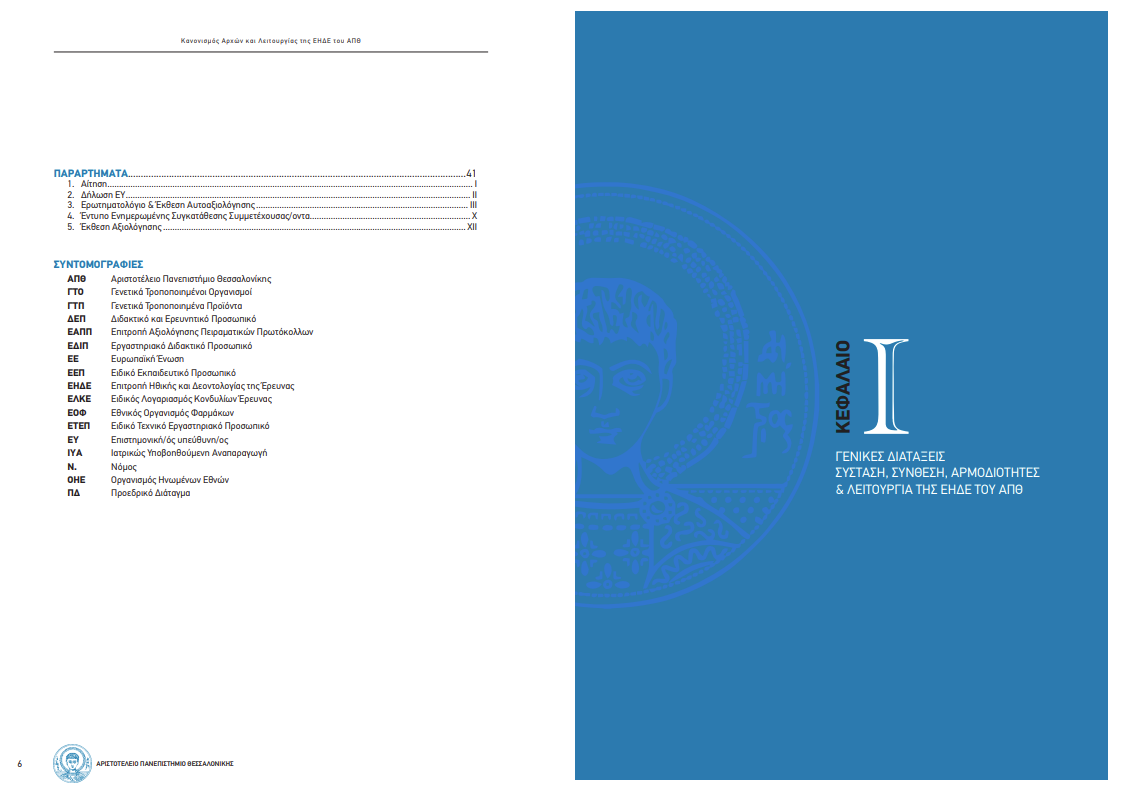 Κανονισμός Αρχών και Λειτουργίας της ΕΗΔΕ του ΑΠΘ
ΠΑΡΑΡΤΗΜΑΤΑ 41
1. Αίτηση I
2. Δήλωση ΕΥ II
3. Ερωτηματολόγιο & Έκθεση Αυτοαξιολόγησης III
4. Έντυπο Ενημερωμένης Συγκατάθεσης Συμμετέχουσας/οντα X
5. Έκθεση Αξιολόγησης XII
ΣΥΝΤΟΜΟΓΡΑΦΙΕΣ
ΑΠΘ Αριστοτέλειο Πανεπιστήμιο Θεσσαλονίκης
ΓΤΟ Γενετικά Τροποποιημένοι Οργανισμοί
ΓΤΠ Γενετικά Τροποποιημένα Προϊόντα
ΔΕΠ Διδακτικό και Ερευνητικό Προσωπικό
ΕΑΠΠ Επιτροπή Αξιολόγησης Πειραματικών Πρωτόκολλων
ΕΔΙΠ Εργαστηριακό Διδακτικό Προσωπικό
ΕΕ Ευρωπαϊκή Ένωση
ΕΕΠ Ειδικό Εκπαιδευτικό Προσωπικό
ΕΗΔΕ Επιτροπή Ηθικής και Δεοντολογίας της Έρευνας
ΕΛΚΕ Ειδικός Λογαριασμός Κονδυλίων Έρευνας
ΕΟΦ Εθνικός Οργανισμός Φαρμάκων
ΕΤΕΠ Ειδικό Τεχνικό Εργαστηριακό Προσωπικό
ΕΥ Επιστημονική/ός υπεύθυνη/ος
ΙΥΑ Ιατρικώς Υποβοηθούμενη Αναπαραγωγή
Ν. Νόμος
ΟΗΕ Οργανισμός Ηνωμένων Εθνών
ΠΔ Προεδρικό Διάταγμα
6
ΑΡΙΣΤΟΤΕΛΕΙΟ ΠΑΝΕΠΙΣΤΗΜΙΟ ΘΕΣΣΑΛΟΝΙΚΗΣ
ΚΕΦΑΛΑΙΟ I
ΓΕΝΙΚΕΣ ΔΙΑΤΑΞΕΙΣ
ΣΥΣΤΑΣΗ, ΣΥΝΘΕΣΗ, ΑΡΜΟΔΙΟΤΗΤΕΣ
& ΛΕΙΤΟΥΡΓΙΑ ΤΗΣ ΕΗΔΕ ΤΟΥ ΑΠΘ